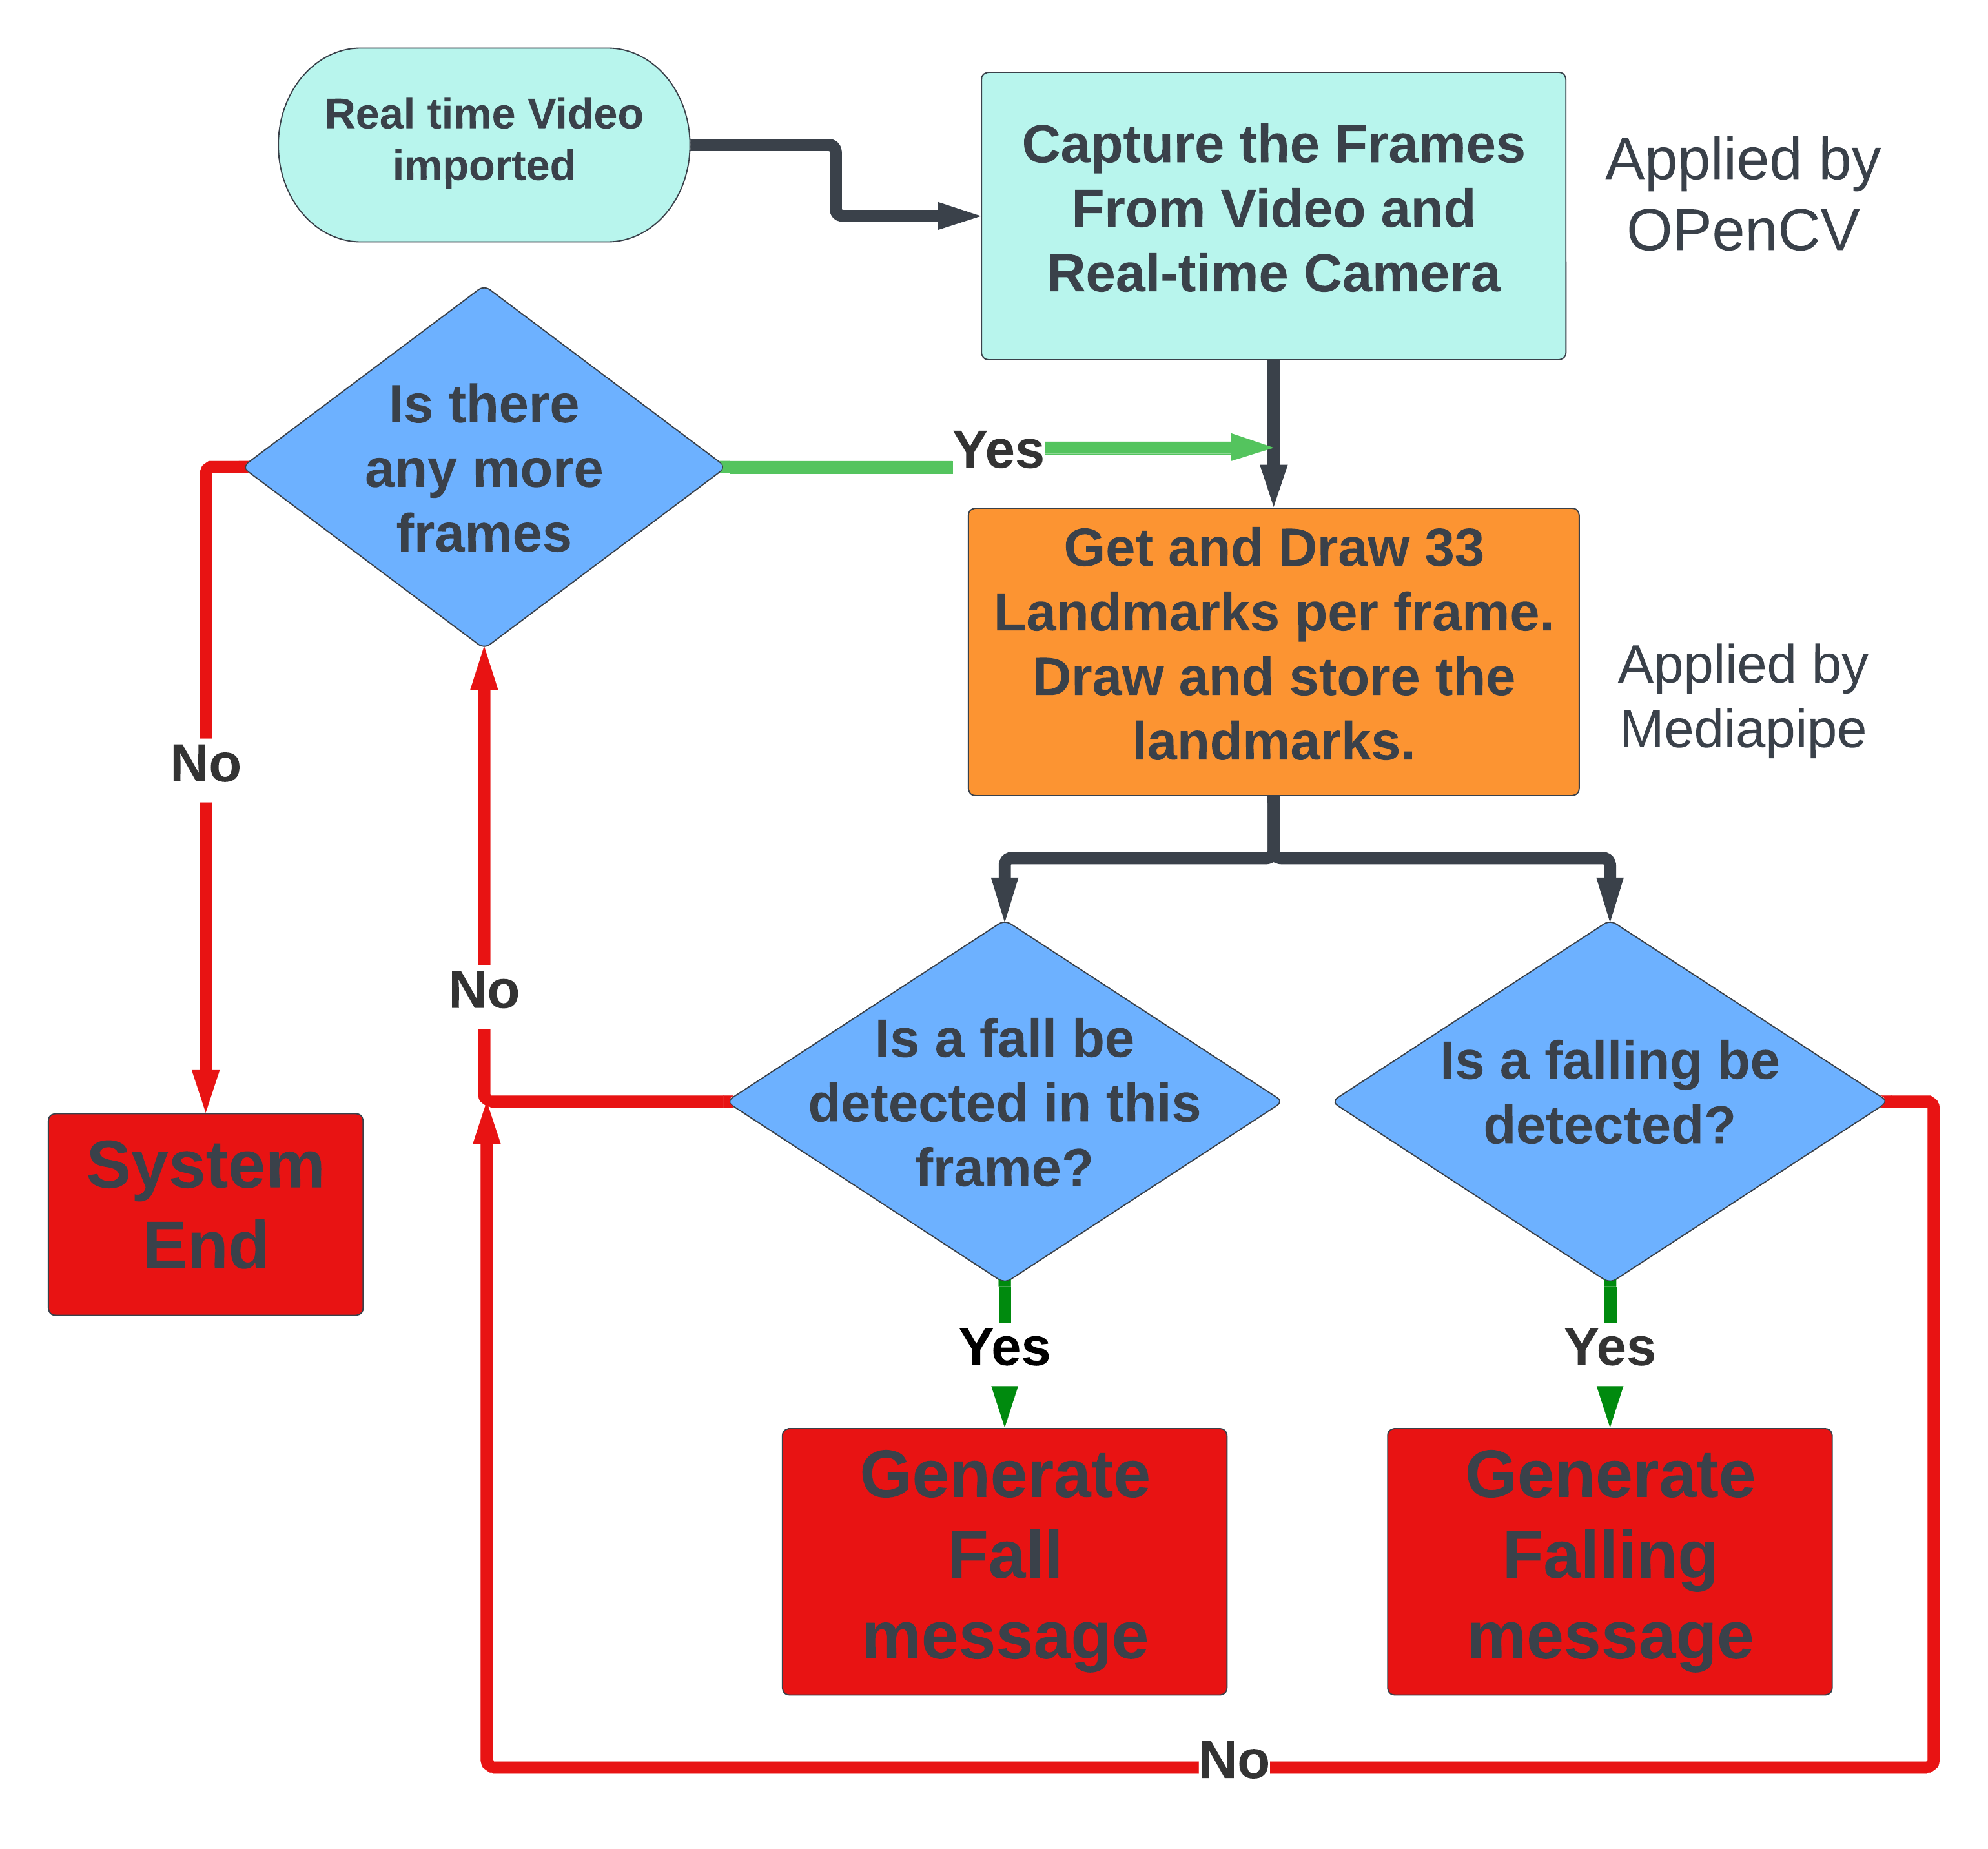 Real time Video
imported
Capture the Frames
From Video and
Real-time Camera
Applied by
OPenCV
Is there
any more
frames
Yes
Get and Draw 33
Landmarks per frame.
Draw and store the
landmarks.
Applied by
Mediapipe
No
No
Is a fall be
detected in this
frame?
Is a falling be
detected?
System
End
Yes
Yes
Generate
Fall
message
Generate
Falling
message
No